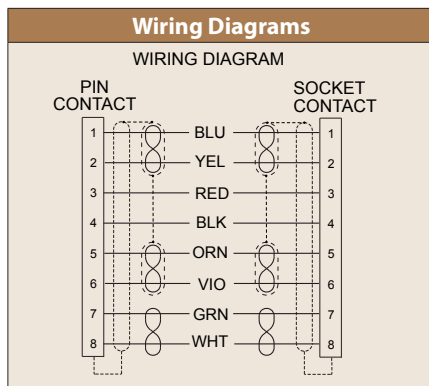 Wiring Diagrams
WIRING DIAGRAM
PIN
CONTACT
SOCKET
CONTACT
1 BLU 1
2 YEL 2
3 RED 3
4 BLK 4
5 ORN 5
6 VIO 6
7 GRN 7
8 WHT 8